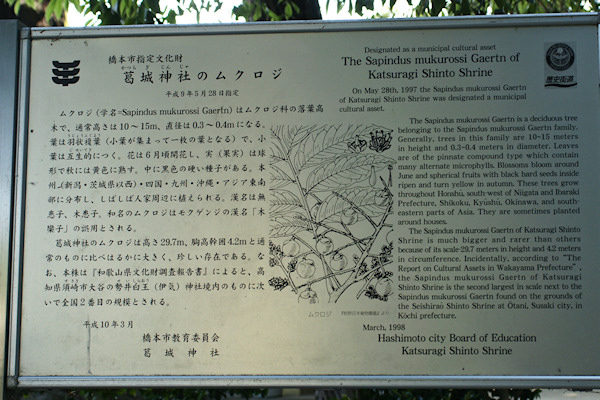 橋本市指定文化財
葛城神社のムクロジ
かつら ぎ じん じゃ
平成9年5月28日指定
ムクロジ(学名=Sapindus mukurossi Gaertn)はムクロジ科の落葉高
木で、通常高さは10~15m、直径は0.3~0.4mになる。
葉は羽状複葉(小葉が集まって一枚の葉となる)で、小
葉は互生的につく。花は6月頃開花し、実(果実)は球
形で秋には黄色に熟す。中に黒色の硬い種子がある。本
州(新潟・茨城県以西)・四国・九州・沖縄・アジア東南
部に分布し、しばしば人家周辺に植えられる。漢名は無
患子、木患子。和名のムクロジはモクゲンジの漢名「木
欒子」の誤用とされる。
葛城神社のムクロジは高さ29.7m、胸高幹囲4.2mと通
常のものに比べはるかに大きく、珍しい存在である。な
お、本株は『和歌山県文化財調査報告書』によると、高
知県須崎市大谷の勢井白王(伊気)神社境内のものに次
いで全国2番目の規模とされる。
平成10年3月
橋本市教育委員会
葛城神社
ムクロジ
Designated as a municipal cultural asset
The Sapindus mukurossi Gaertn of
Katsuragi Shinto Shrine
On May 28th, 1997 the Sapindus mukurossi Gaertn
of Katsuragi Shinto Shrine was designated a municipal
cultural asset.
The Sapindus mukurossi Gaertn is a deciduous tree
belonging to the Sapindus mukurossi Gaertn family.
Generally, trees in this family are 10-15 meters
in height and 0.3-0.4 meters in diameter. Leaves
are of the pinnate compound type which contain
many alternate microphylls. Blossoms bloom around
June and spherical fruits with black hard seeds inside
ripen and turn yellow in autumn. These trees grow
throughout Honshu, south-west of Niigata and Ibaraki
Prefecture, Shikoku, Kyūshū, Okinawa, and south-
eastern parts of Asia. They are sometimes planted
around houses.
The Sapindus mukurossi Gaertn of Katsuragi Shinto
Shrine is much bigger and rarer than others
because of its scale-29.7 meters in height and 4.2 meters
in circumference. Incidentally, according to "The
Report on Cultural Assets in Wakayama Prefecture" ,
the Sapindus mukurossi Gaertn of Katsuragi
Shinto Shrine is the second largest in scale next to the
Sapindus mukurossi Gaertn found on the grounds of
the Seishirаō Shinto Shrine at Ōtani, Susaki city, in
Kōchi prefecture.
March, 1998
Hashimoto city Board of Education
Katsuragi Shinto Shrine
歴史街道